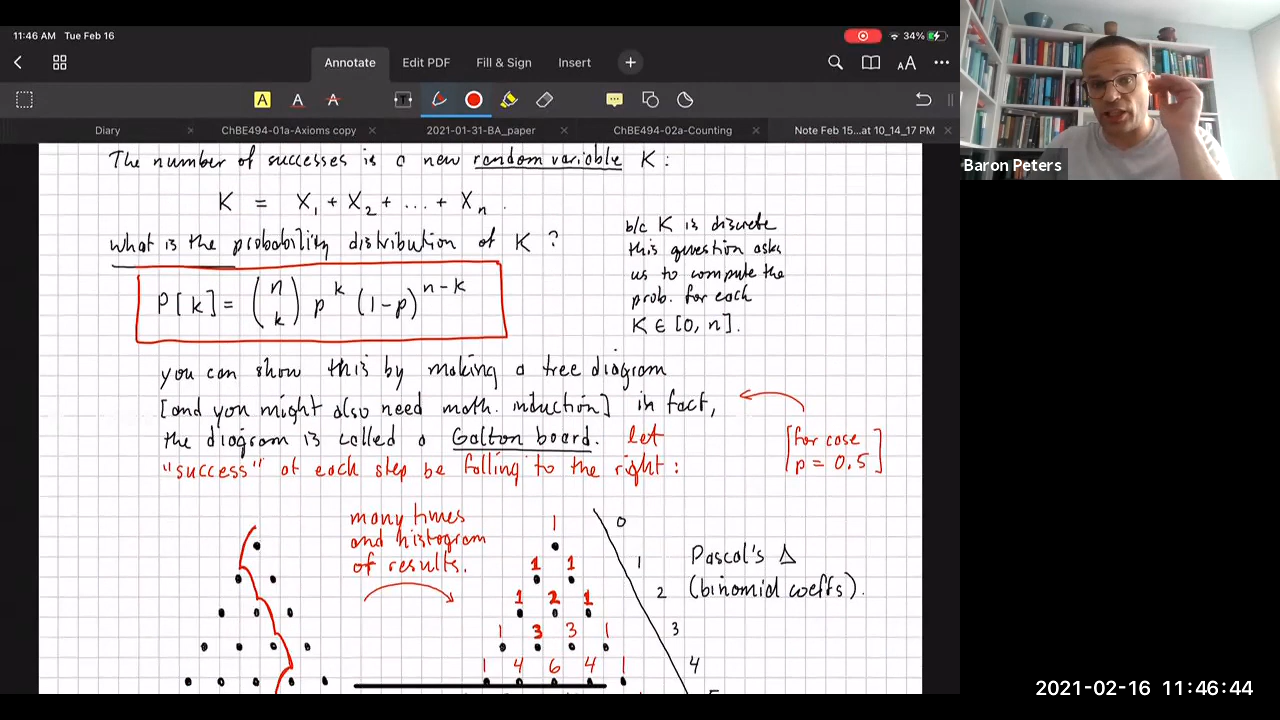 11:46 AM Tue Feb 16
34%
Annotate
Edit PDF
Fill & Sign
Insert
AA
A
A
A
T
Diary
ChBE494-01a-Axioms copy
2021-01-31-BA_paper
ChBE494-02a-Counting
Note Feb 15...at 10_14_17 PM
Baron Peters
The number of successes is a new random variable K:
K = X1 + X2 + ... + Xn.
what is the probability distribution of K ?
b/c K is discrete
this question asks
us to compute the
prob. for each
K ∈ [0, n].
P[k] = (n k) p^k (1-p)^n-k
you can show this by making a tree diagram
[and you might also need math. induction] in fact,
the diagram is called a Galton board. let
"success" at each step be falling to the right:
[for case
p = 0.5]
many times
and histogram
of results.
1 0
1 1 1
1 2 1 2
1 3 3 1 3
1 4 6 4 1 4
Pascal's Δ
(binomial coeffs).
2021-02-16 11:46:44